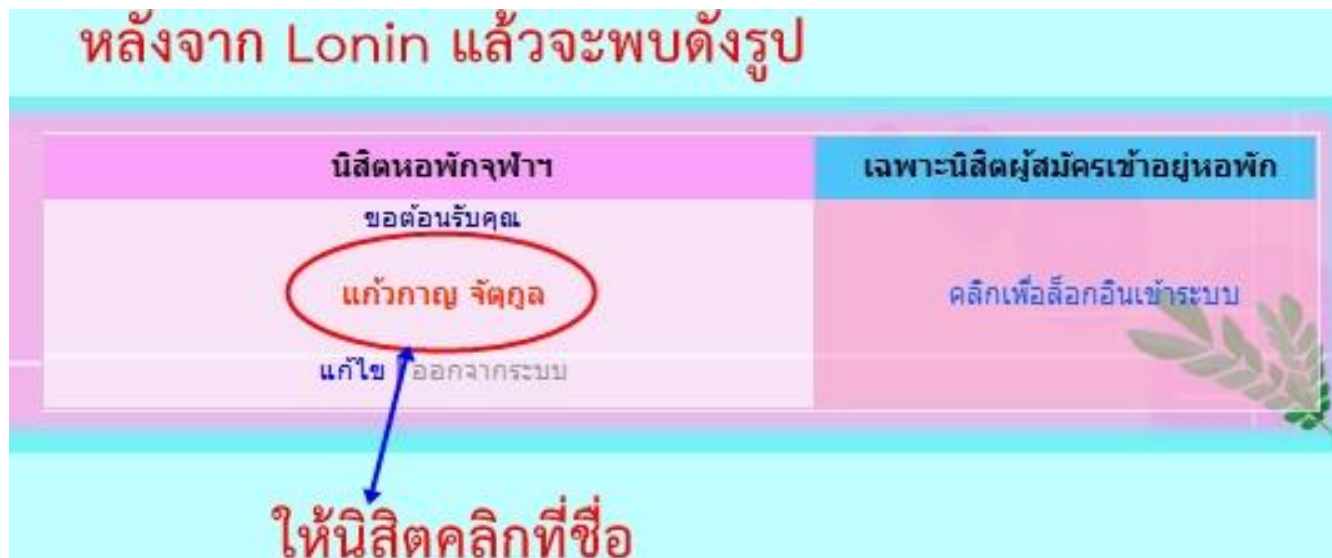 หลังจาก Lonin แล้วจะพบดังรูป
นิสิตหอพักจุฬาฯ
เฉพาะนิสิตผู้สมัครเข้าอยู่หอพัก
ขอต้อนรับคุณ
แก้วกาญ จัตุกูล
คลิกเพื่อล็อกอินเข้าระบบ
แก้ไข ออกจากระบบ
ให้นิสิตคลิกที่ชื่อ